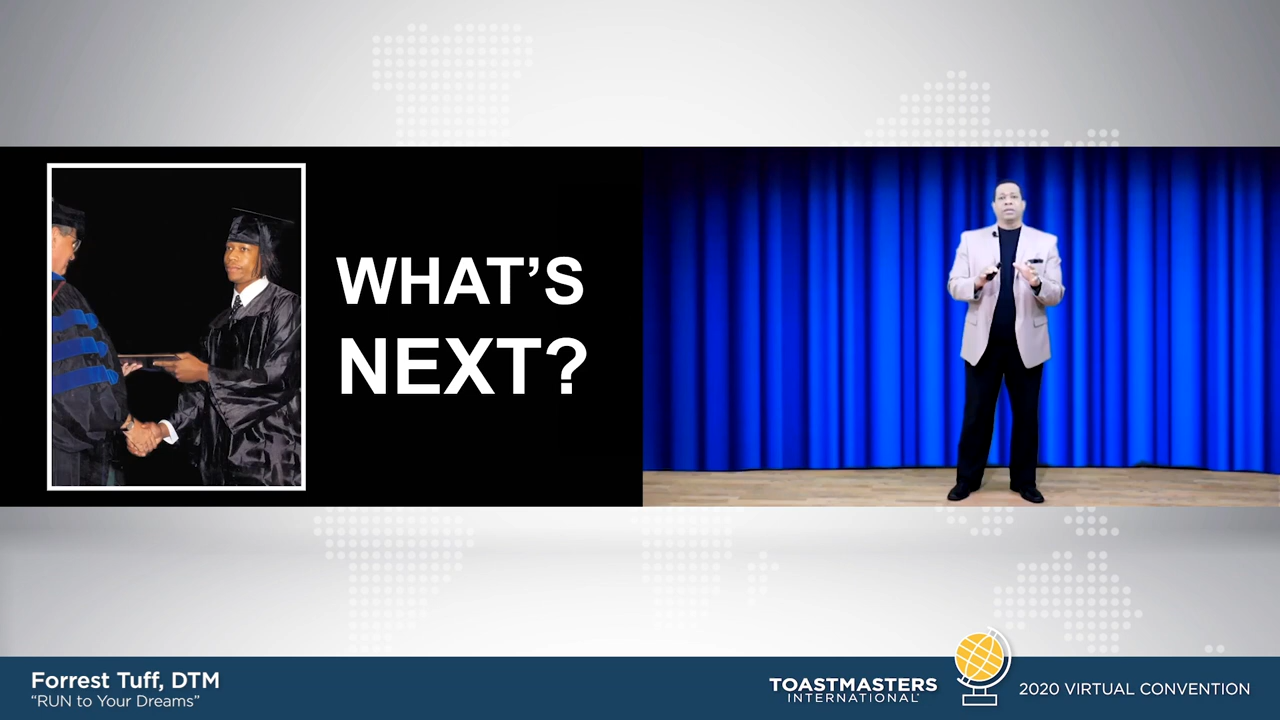 WHAT'S
NEXT?
Forrest Tuff, DTM
“RUN to Your Dreams”
TOASTMASTERS
INTERNATIONAL
2020 VIRTUAL CONVENTION